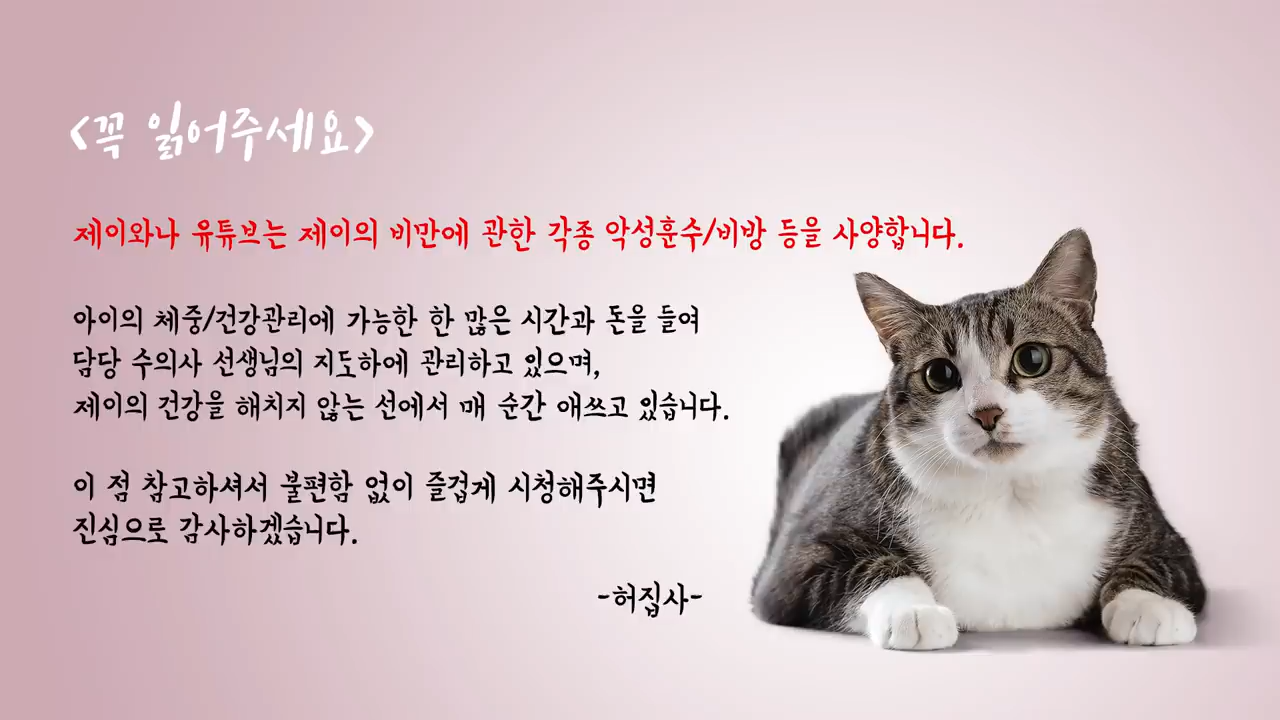 <꼭 읽어주세요>
제이와나 유튜브는 제이의 비만에 관한 각종 악성훈수/비방 등을 사양합니다.
아이의 체중/건강관리에 가능한 한 많은 시간과 돈을 들여
담당 수의사 선생님의 지도하에 관리하고 있으며,
제이의 건강을 해치지 않는 선에서 매 순간 애쓰고 있습니다.
이 점 참고하셔서 불편함 없이 즐겁게 시청해주시면
진심으로 감사하겠습니다.
-허집사-